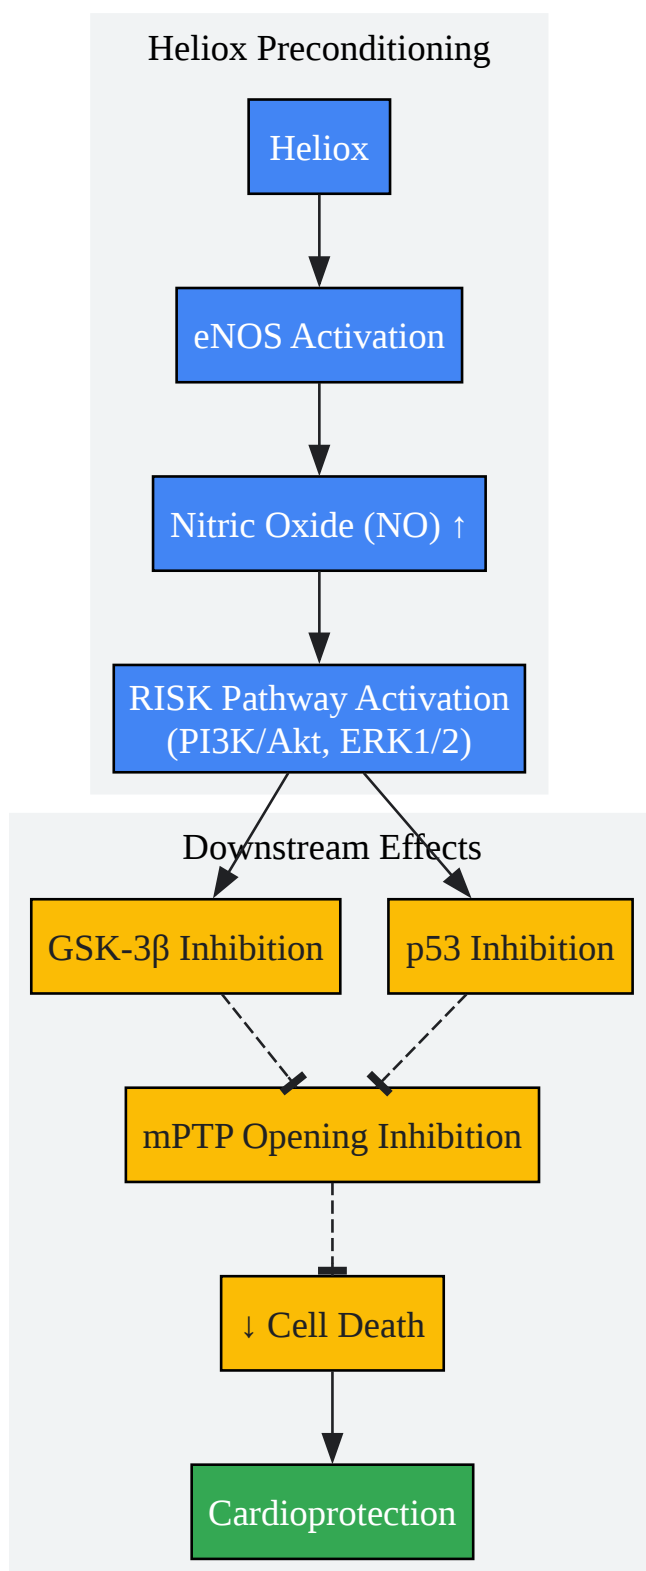 Heliox Preconditioning
Heliox
eNOS Activation
Nitric Oxide (NO) ↑
RISK Pathway Activation
(PI3K/Akt, ERK1/2)
Downstream Effects
GSK-3β Inhibition
p53 Inhibition
mPTP Opening Inhibition
↓ Cell Death
Cardioprotection